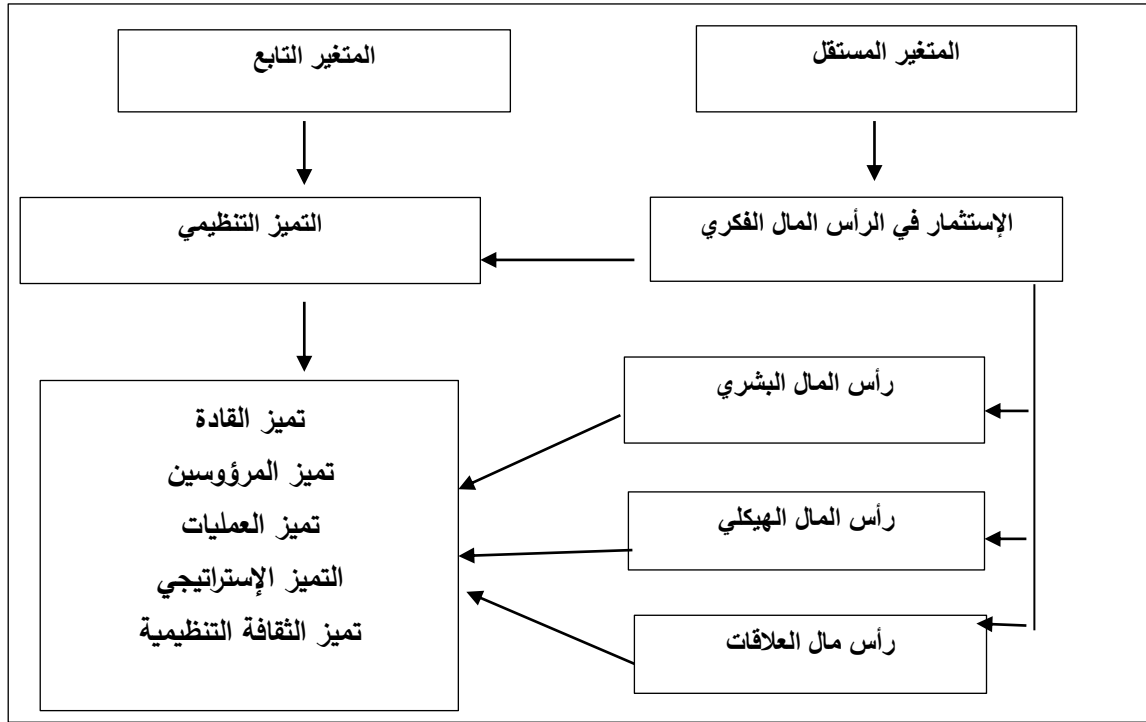 المتغير المستقل
المتغير التابع
الإستثمار في الرأس المال الفكري
التميز التنظيمي
رأس المال البشري
رأس المال الهيكلي
رأس مال العلاقات
تميز القادة
تميز المرؤوسين
تميز العمليات
التميز الإستراتيجي
تميز الثقافة التنظيمية